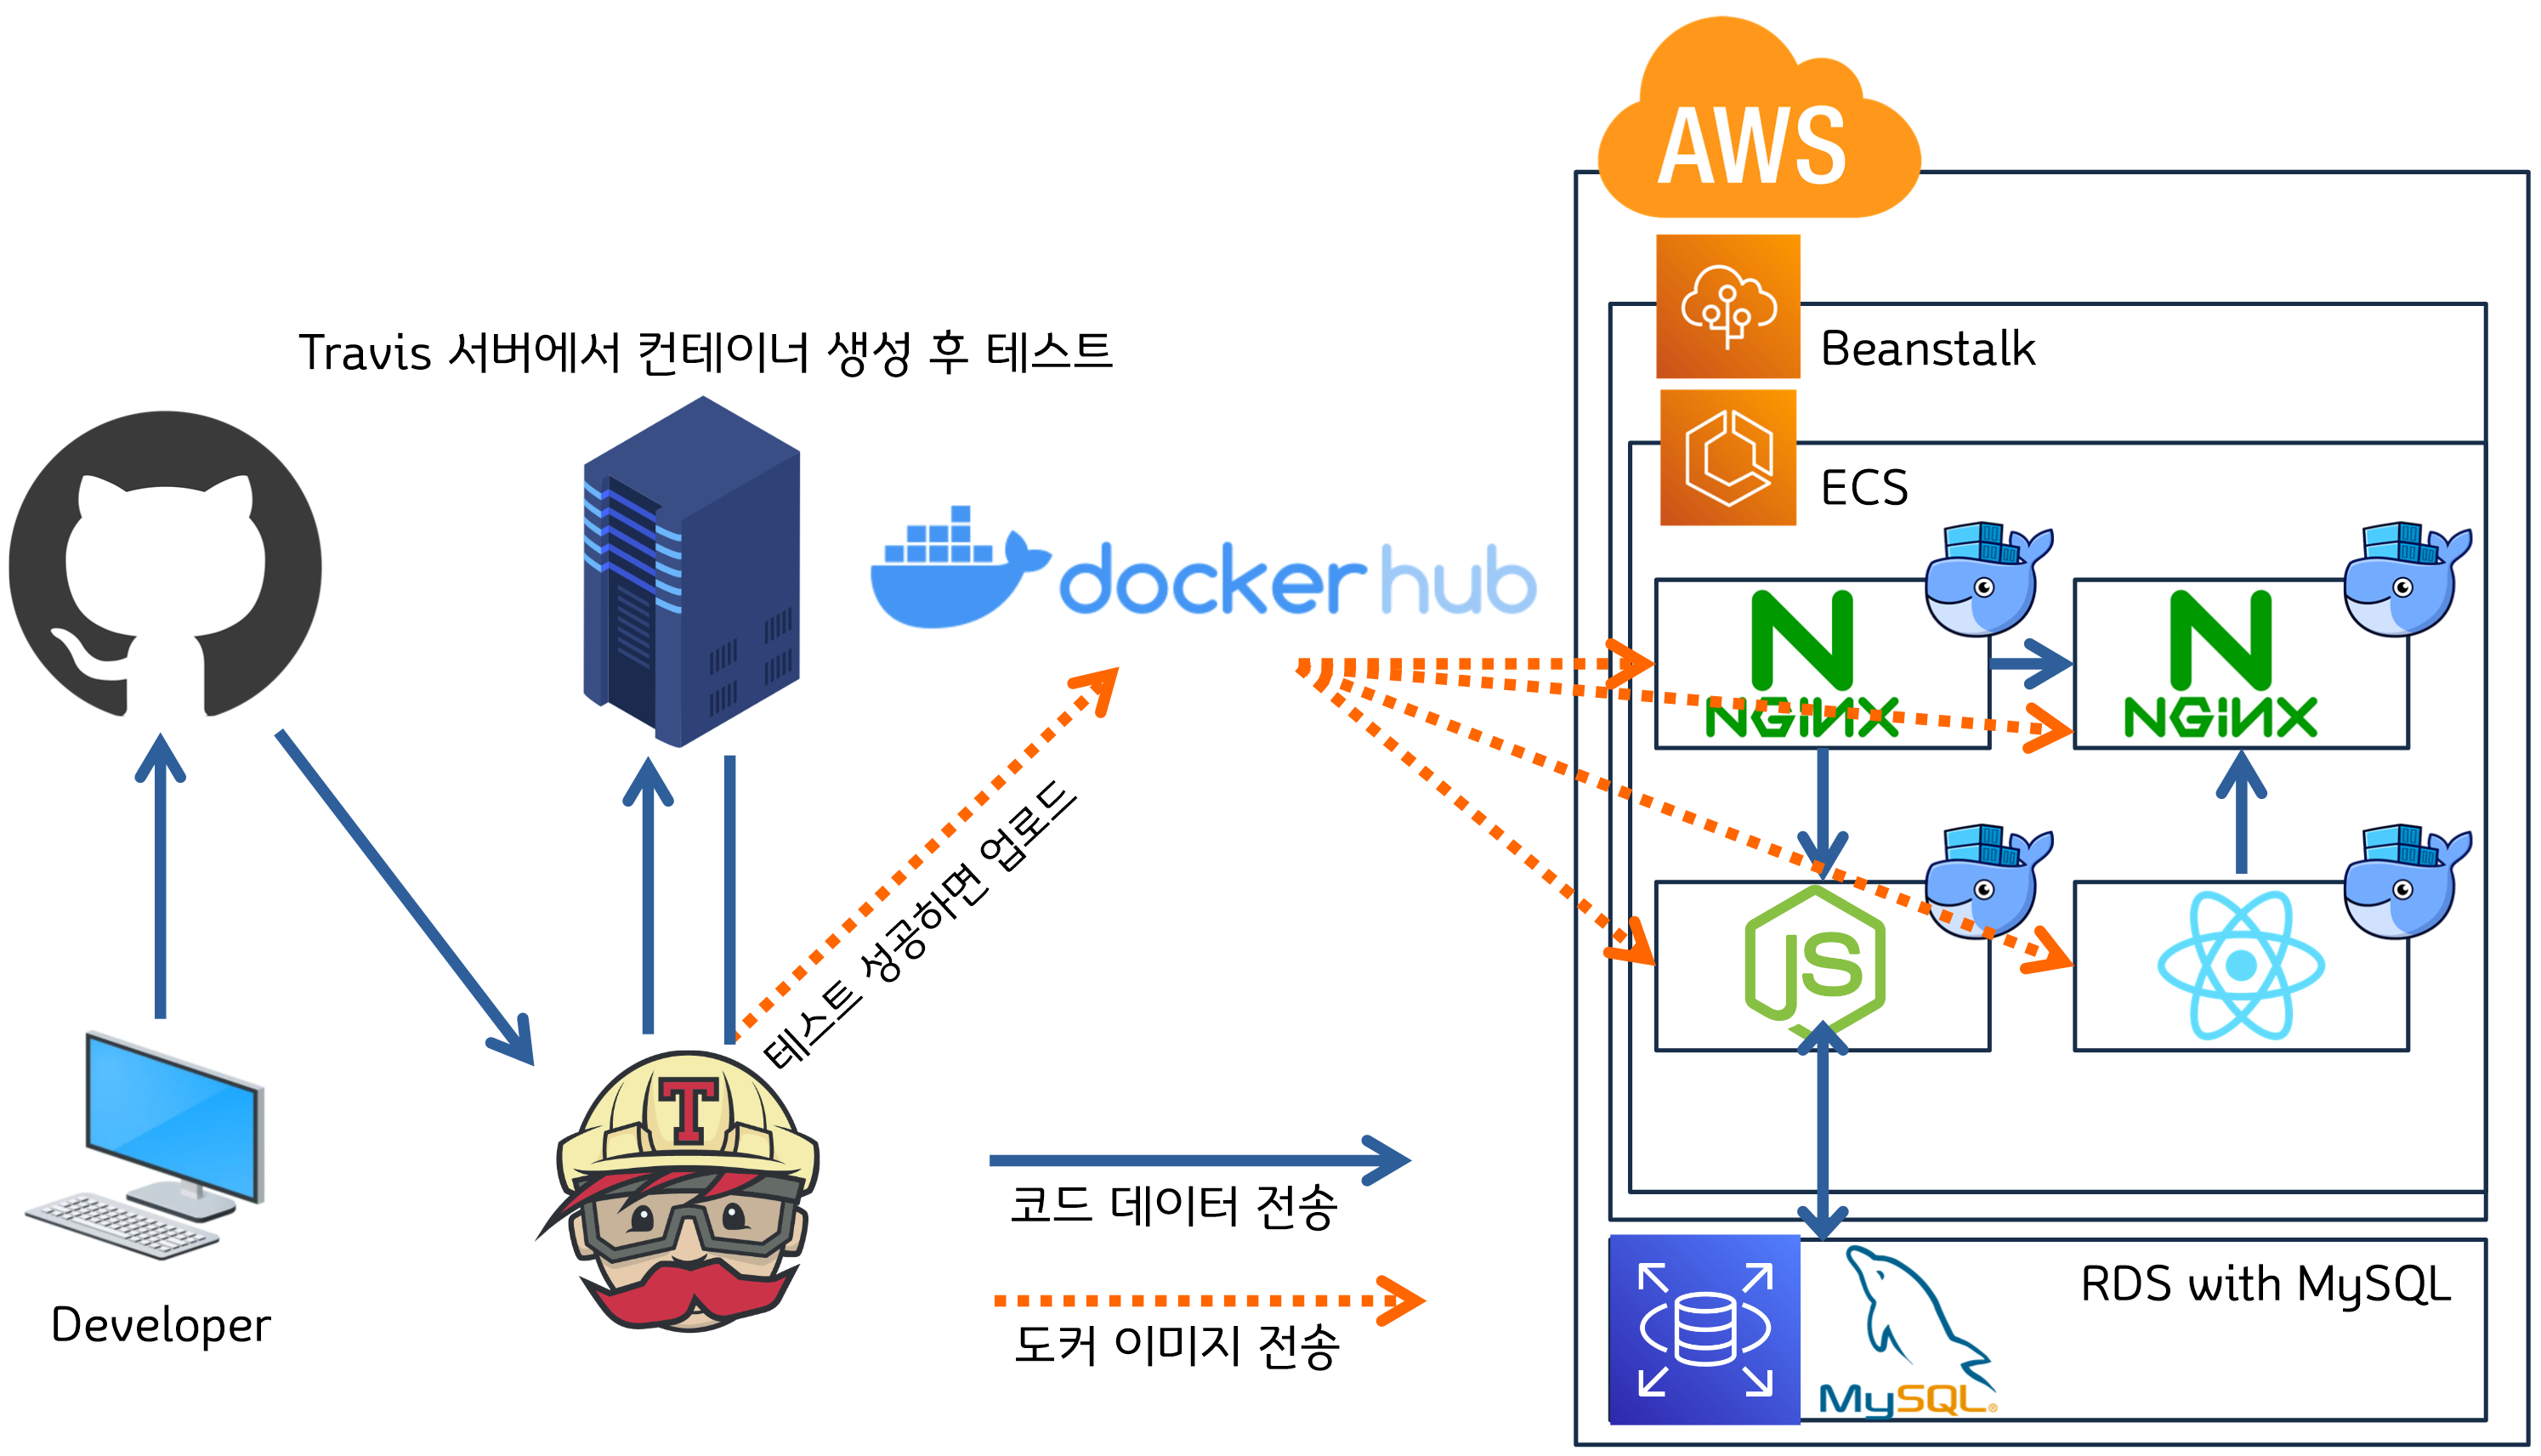 AWS
Beanstalk
Travis 서버에서 컨테이너 생성 후 테스트
ECS
docker hub
NGiNX
NGiNX
테스트 성공하면 업로드
JS
T
코드 데이터 전송
RDS with MySQL
Developer
도커 이미지 전송
MySQL®